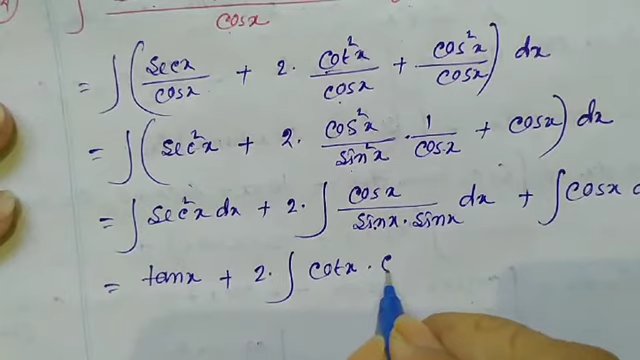 cosx
= ∫ ( secx/cosx + 2. cot²x/cosx + cos²x/cosx ) dx
= ∫ ( sec²x + 2. cos²x/sin²x . 1/cosx + cosx ) dx
= ∫ sec²x dx + 2. ∫ cosx/sinx.sinx dx + ∫ cosx
= tanx + 2. ∫ cotx .